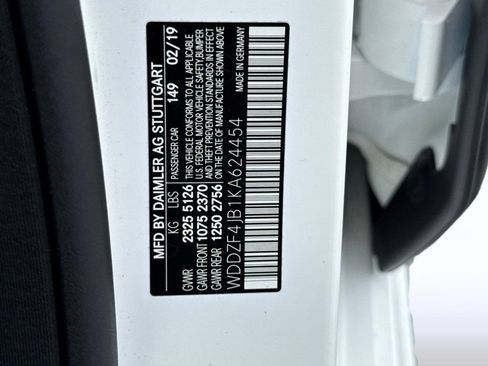 MFD BY DAIMLER AG STUTTGART
PASSENGER CAR 149 02/19
KG LBS THIS VEHICLE CONFORMS TO ALL APPLICABLE
GVWR 2325 5126 U.S. FEDERAL MOTOR VEHICLE SAFETY BUMPER
GAWR FRONT 1075 2370 AND THEFT PREVENTION STANDARDS IN EFFECT
GAWR REAR 1250 2756 ON THE DATE OF MANUFACTURE SHOWN ABOVE
WDDZF4JB1KA624454 MADE IN GERMANY